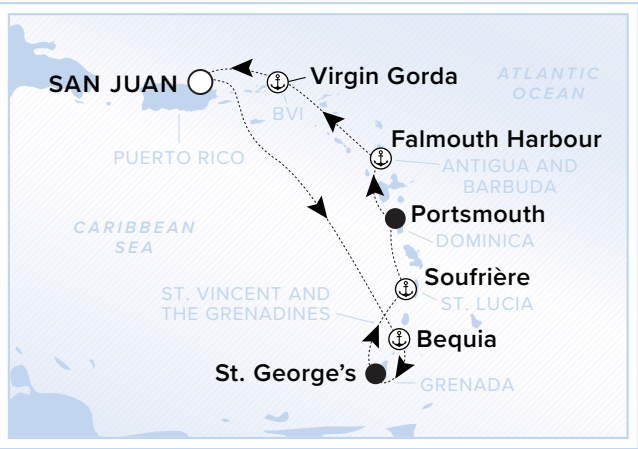 SAN JUAN
Virgin Gorda
ATLANTIC
OCEAN
BVI
Falmouth Harbour
PUERTO RICO
ANTIGUA AND
BARBUDA
Portsmouth
CARIBBEAN
SEA
DOMINICA
Soufrière
ST. VINCENT AND
THE GRENADINES
ST. LUCIA
Bequia
St. George's
GRENADA